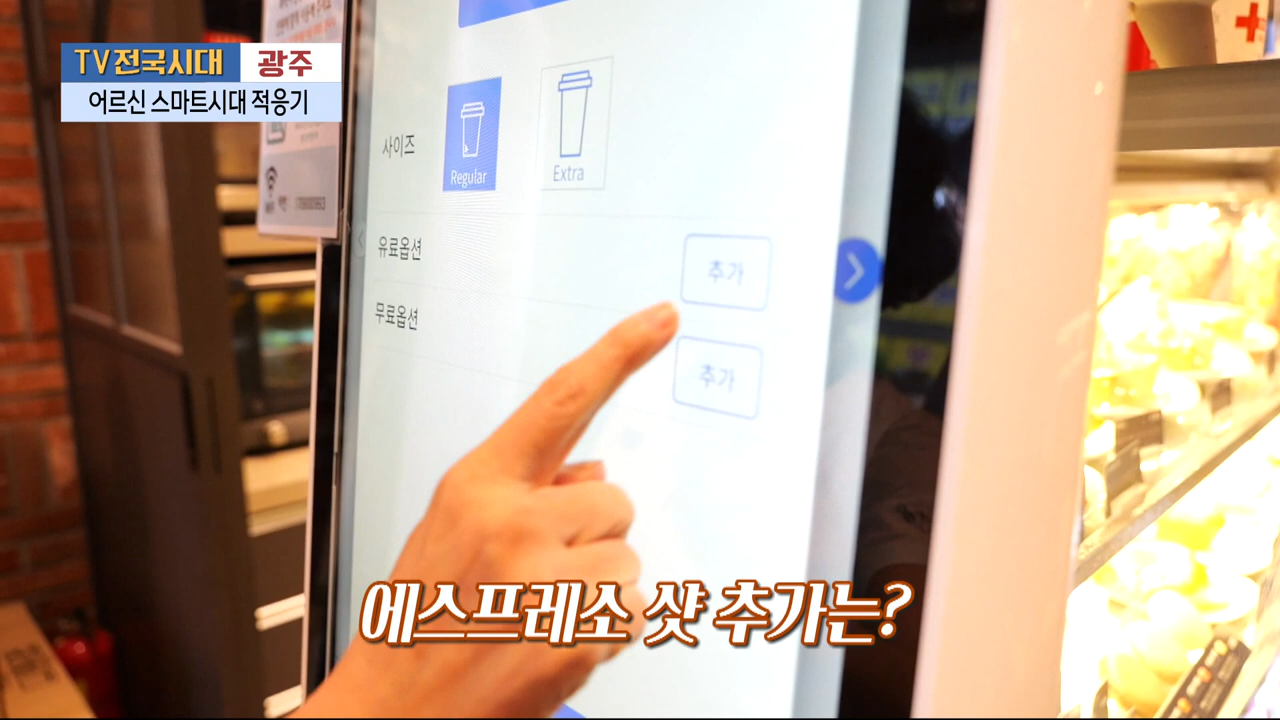 TV전국시대 광주
어르신 스마트시대 적응기
사이즈
Regular
Extra
유료옵션
추가
무료옵션
추가
에스프레소 샷 추가는?